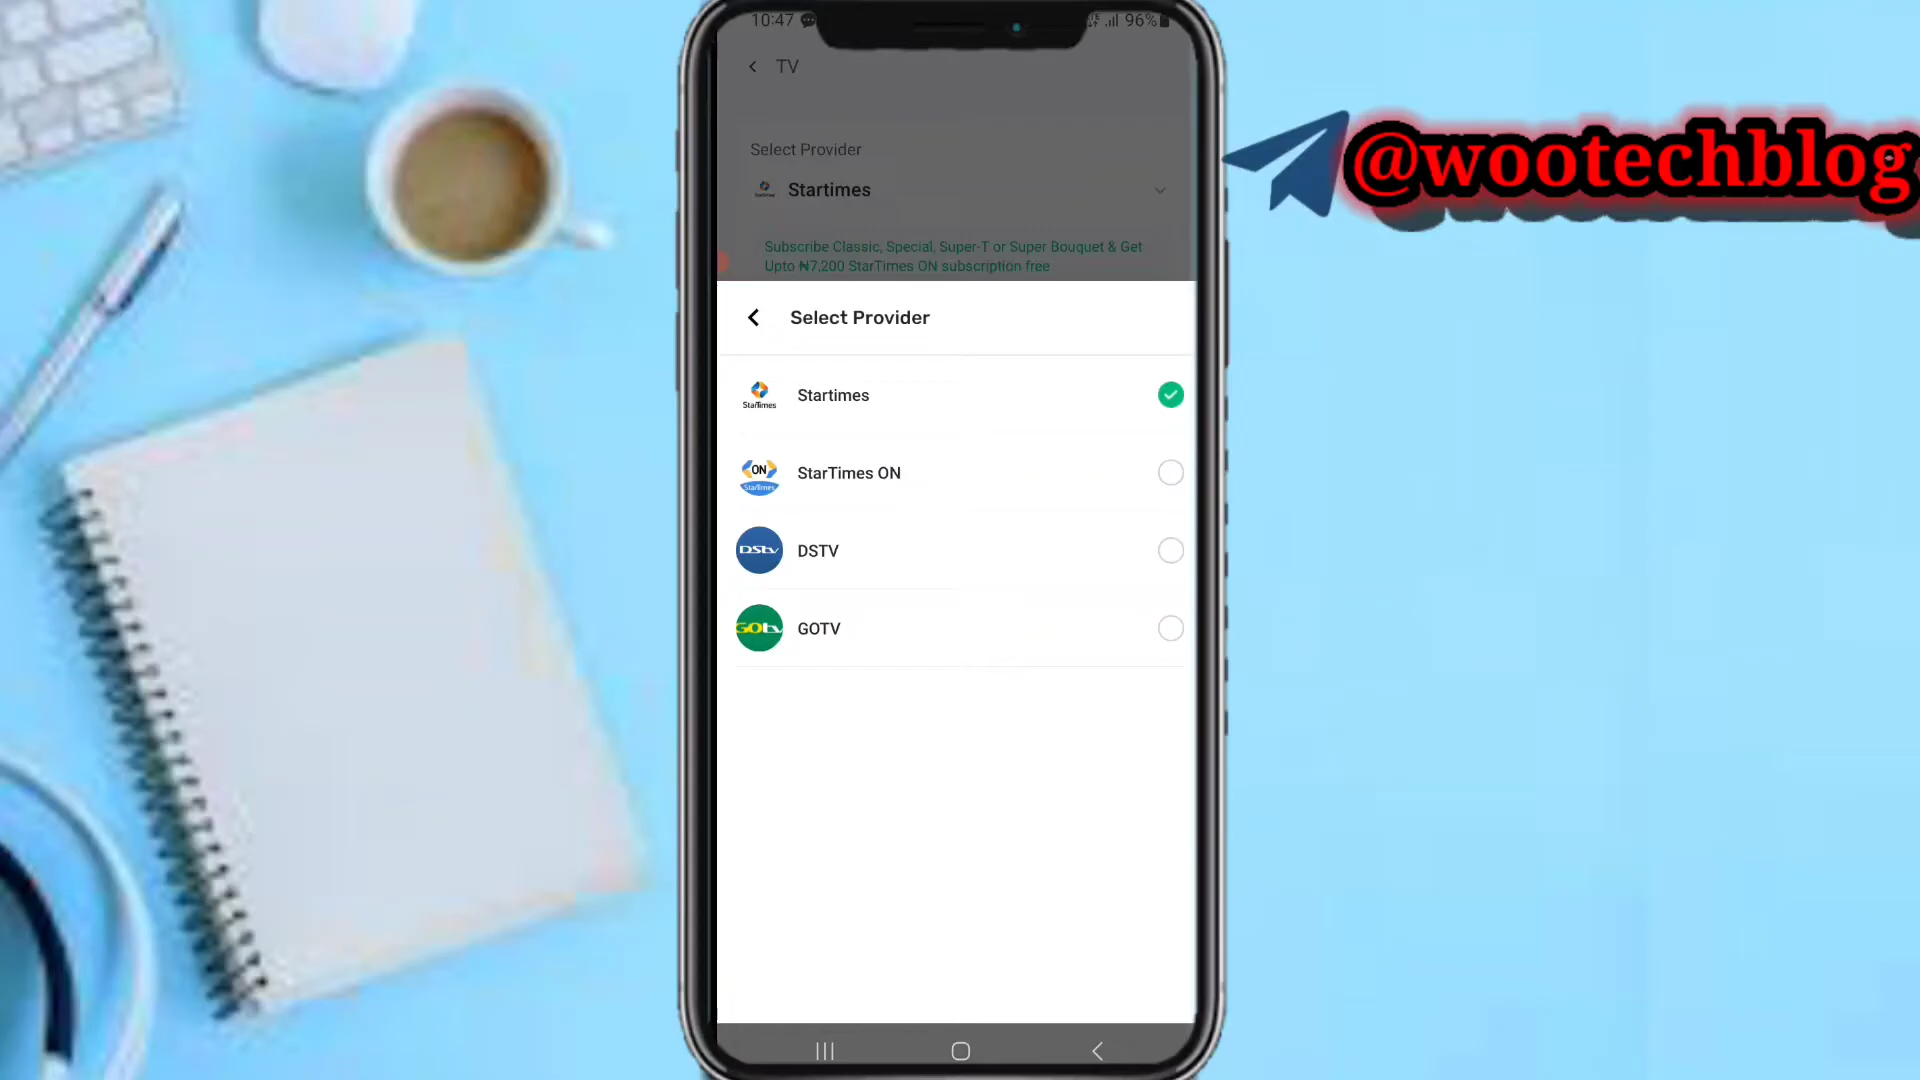 10:47
96%
TV
Select Provider
Startimes
Subscribe Classic, Special, Super-T or Super Bouquet & Get
Upto ₦7,200 StarTimes ON subscription free
Select Provider
StarTimes
Startimes
ON
StarTimes
StarTimes ON
DStv
DSTV
GOtv
GOTV
@wootechblog